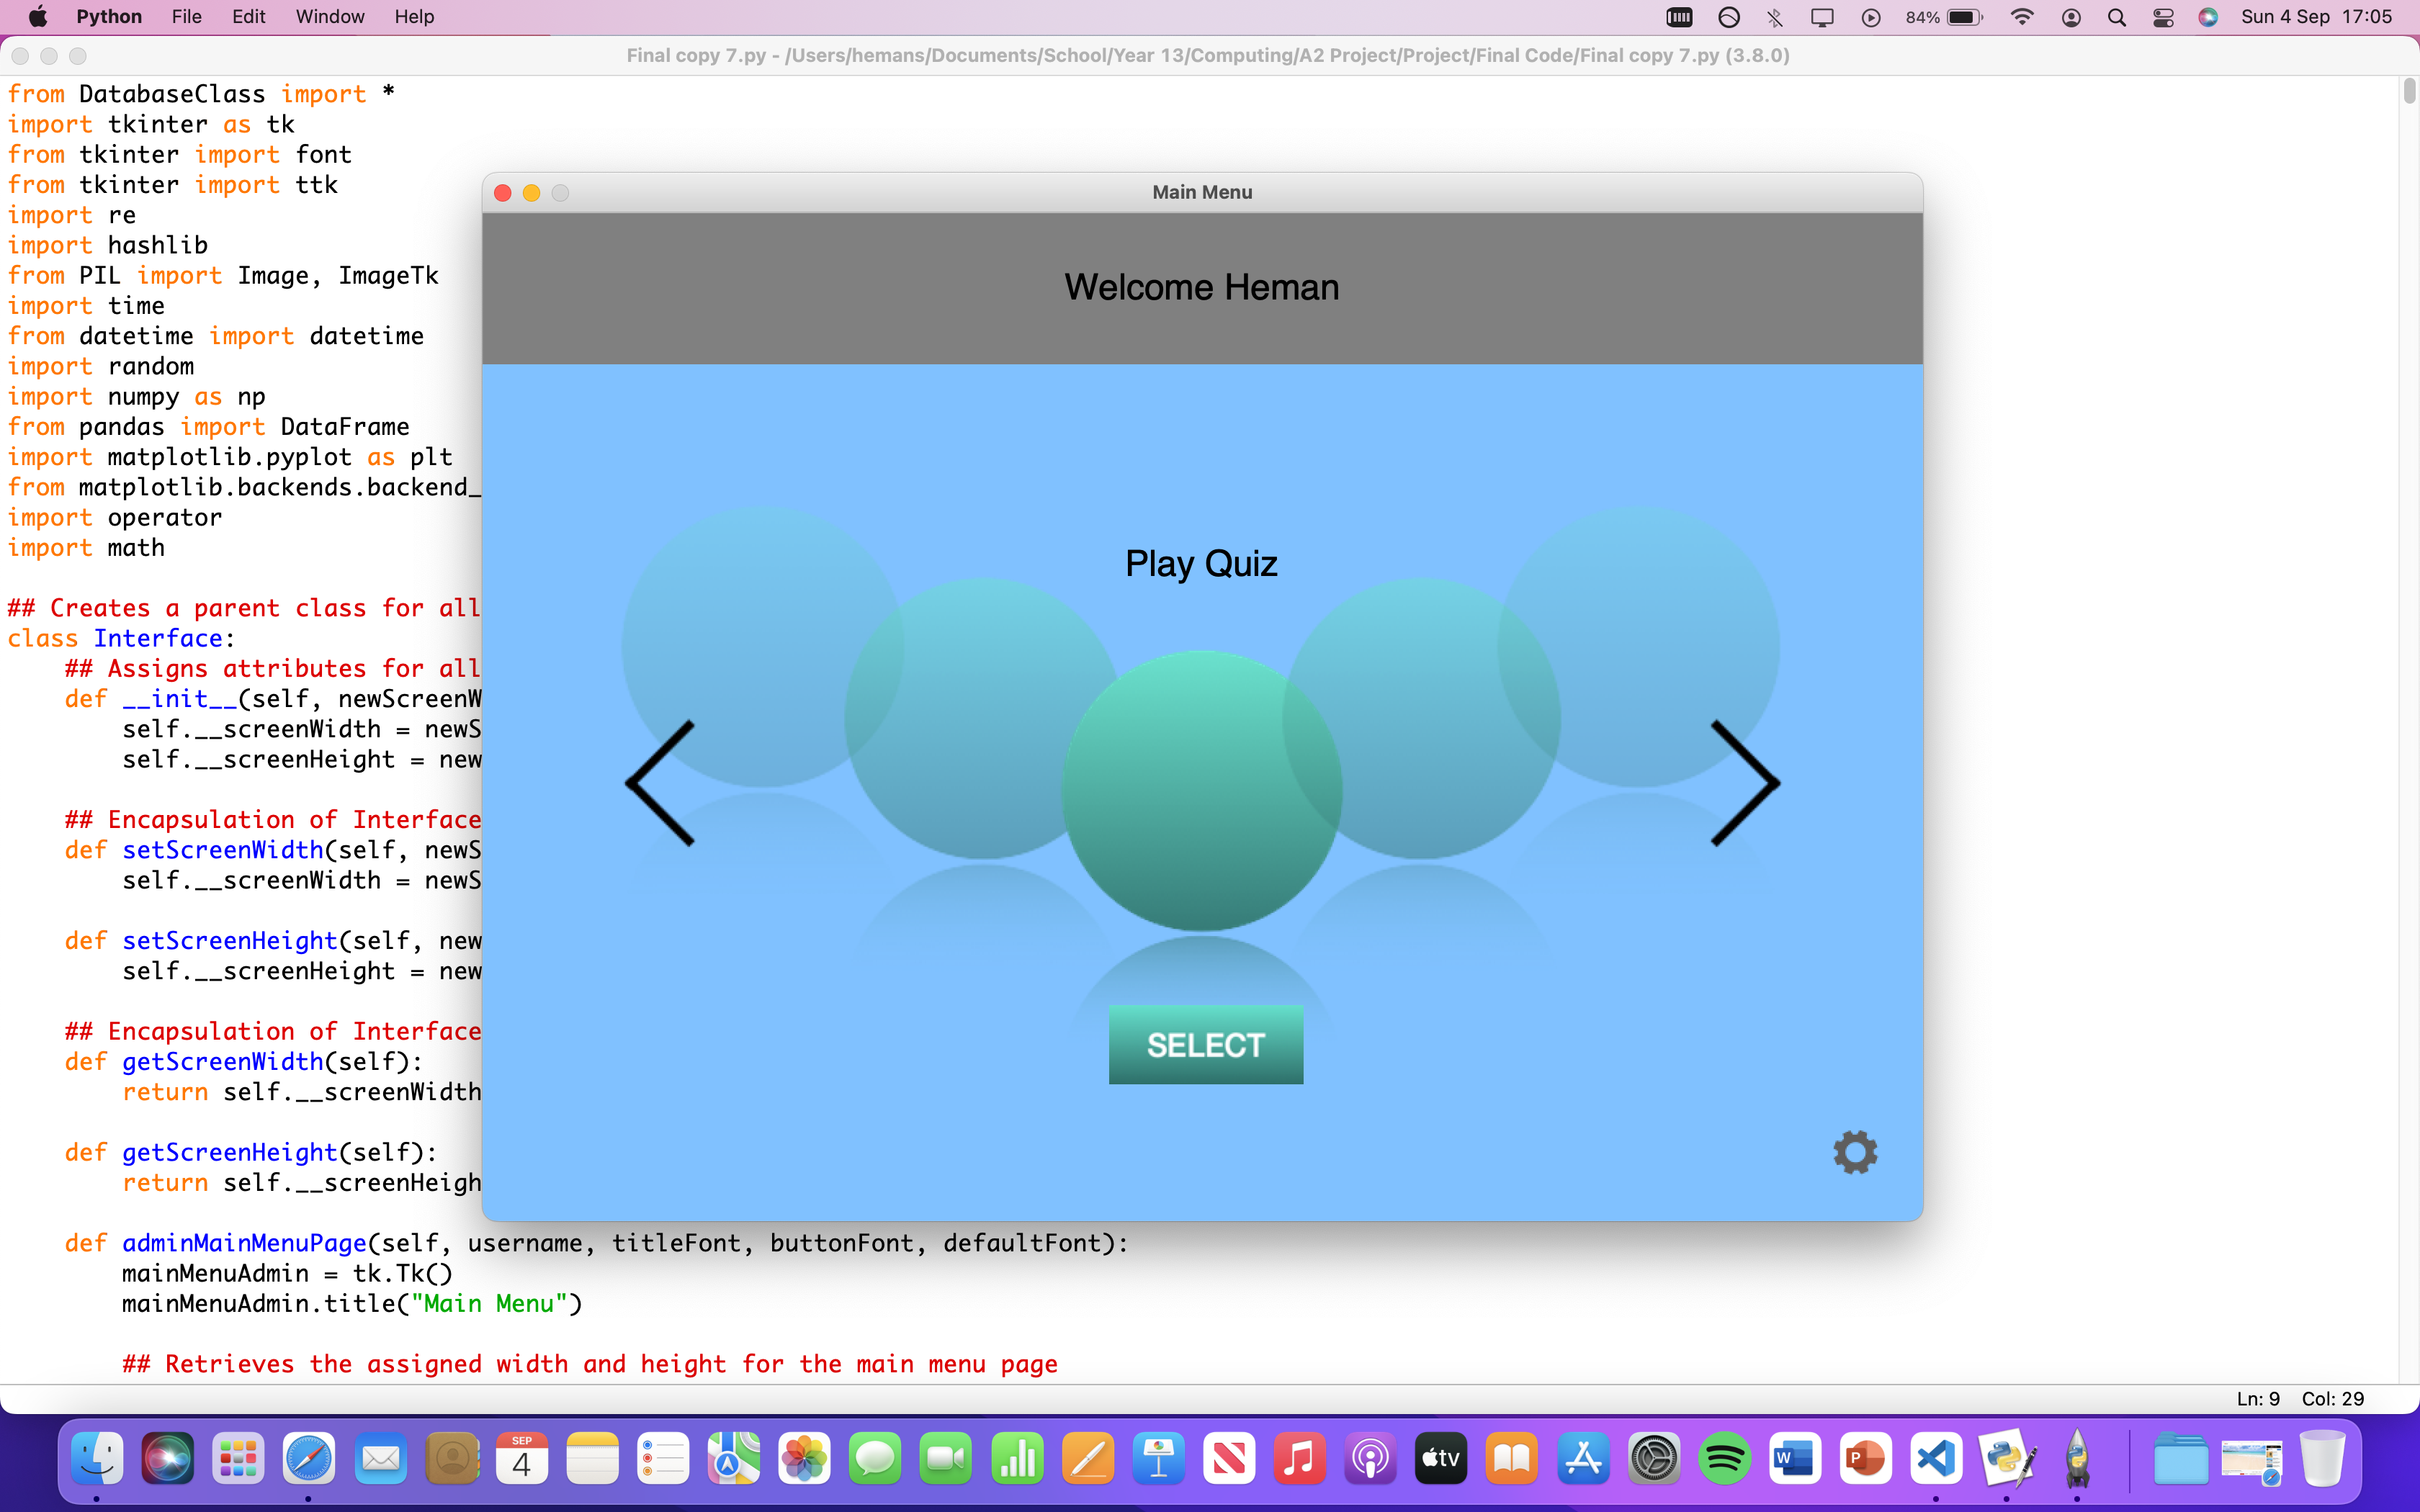 Python File Edit Window Help 84% Sun 4 Sep 17:05
Final copy 7.py - /Users/hemans/Documents/School/Year 13/Computing/A2 Project/Project/Final Code/Final copy 7.py (3.8.0)
from DatabaseClass import *
import tkinter as tk
from tkinter import font
from tkinter import ttk
import re
import hashlib
from PIL import Image, ImageTk
import time
from datetime import datetime
import random
import numpy as np
from pandas import DataFrame
import matplotlib.pyplot as plt
from matplotlib.backends.backend_
import operator
import math
## Creates a parent class for all
class Interface:
## Assigns attributes for all
def __init__(self, newScreenW
self.__screenWidth = newS
self.__screenHeight = new
## Encapsulation of Interface
def setScreenWidth(self, newS
self.__screenWidth = newS
def setScreenHeight(self, new
self.__screenHeight = new
## Encapsulation of Interface
def getScreenWidth(self):
return self.__screenWidth
def getScreenHeight(self):
return self.__screenHeigh
def adminMainMenuPage(self, username, titleFont, buttonFont, defaultFont):
mainMenuAdmin = tk.Tk()
mainMenuAdmin.title("Main Menu")
## Retrieves the assigned width and height for the main menu page
Main Menu
Welcome Heman
Play Quiz
SELECT
Ln: 9 Col: 29
SEP
4
tv
W
P